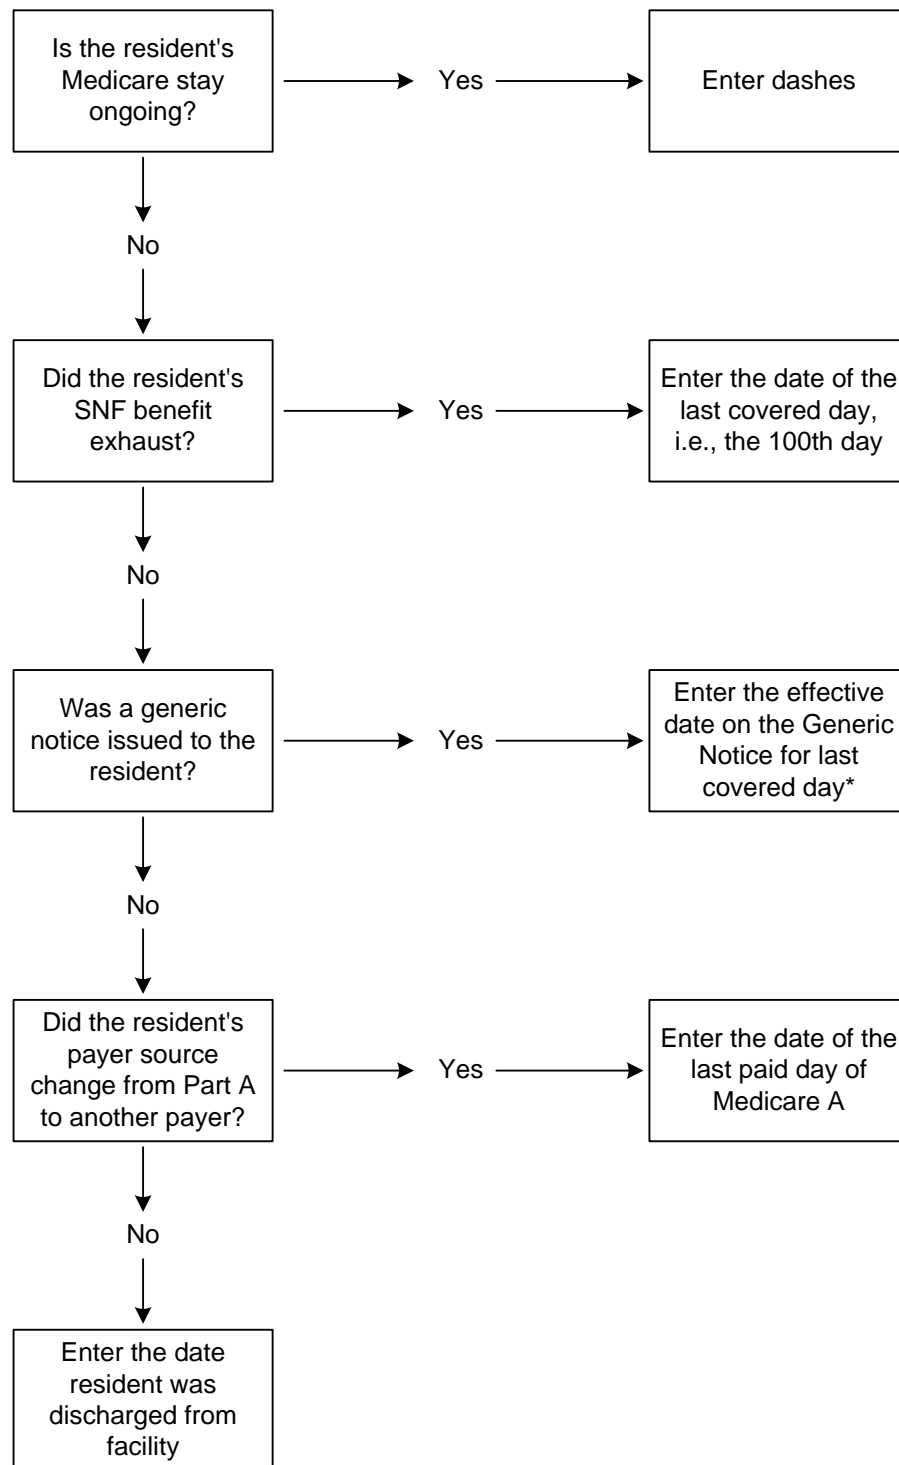 Is the resident's
Medicare stay
ongoing?
Yes
Enter dashes
No
Did the resident's
SNF benefit
exhaust?
Yes
Enter the date of the
last covered day,
i.e., the 100th day
No
Was a generic
notice issued to the
resident?
Yes
Enter the effective
date on the Generic
Notice for last
covered day*
No
Did the resident's
payer source
change from Part A
to another payer?
Yes
Enter the date of the
last paid day of
Medicare A
No
Enter the date
resident was
discharged from
facility